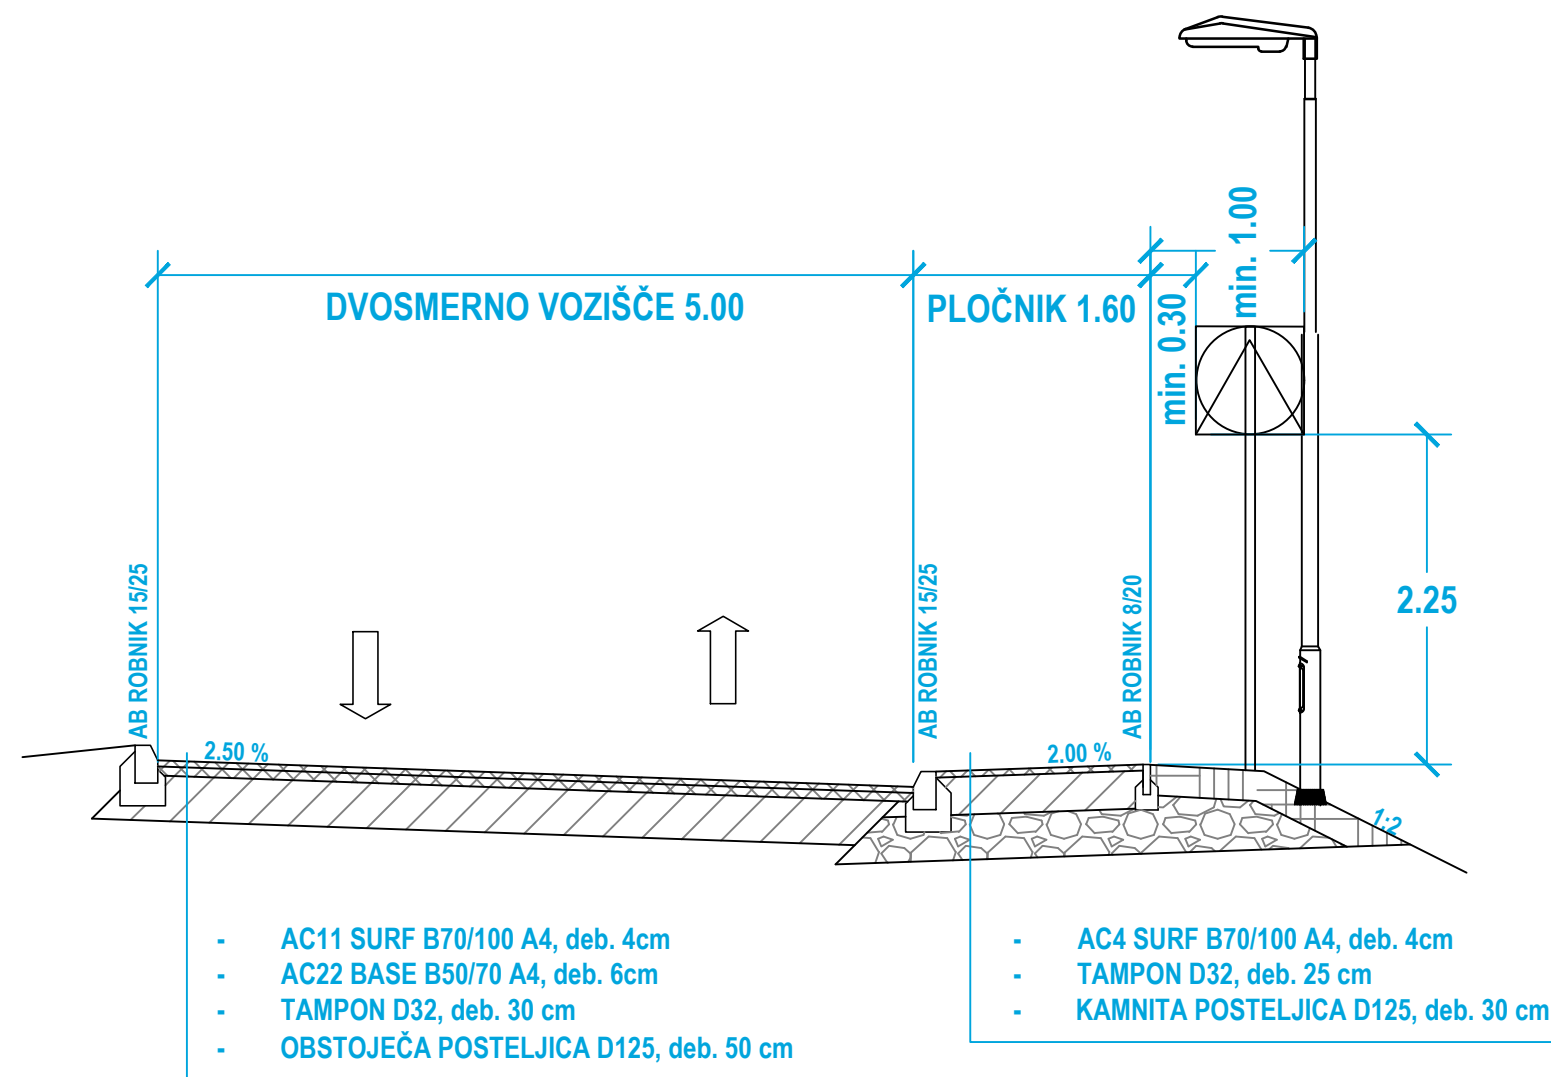 min. 1.00
DVOSMERNO VOZIŠČE 5.00
PLOČNIK 1.60
min. 0.30
2.25
AB ROBNIK 15/25
AB ROBNIK 15/25
AB ROBNIK 8/20
2.50 %
2.00 %
1:2
- AC11 SURF B70/100 A4, deb. 4cm
- AC22 BASE B50/70 A4, deb. 6cm
- TAMPON D32, deb. 30 cm
- OBSTOJEČA POSTELJICA D125, deb. 50 cm
- AC4 SURF B70/100 A4, deb. 4cm
- TAMPON D32, deb. 25 cm
- KAMNITA POSTELJICA D125, deb. 30 cm